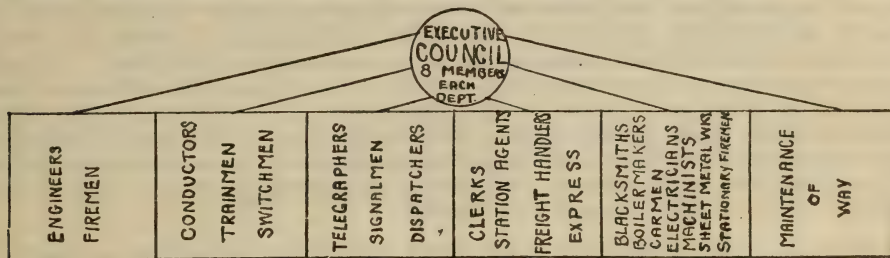 EXECUTIVE
COUNCIL
8 MEMBERS
EACH
DEPT.
ENGINEERS
FIREMEN
CONDUCTORS
TRAINMEN
SWITCHMEN
TELEGRAPHERS
SIGNALMEN
DISPATCHERS
CLERKS
STATION AGENTS
FREIGHT HANDLERS
EXPRESS
BLACKSMITHS
BOILERMAKERS
CARMEN
ELECTRICIANS
MACHINISTS
SHEET METAL WKS.
STATIONARY FIREMEN
MAINTENANCE
OF
WAY